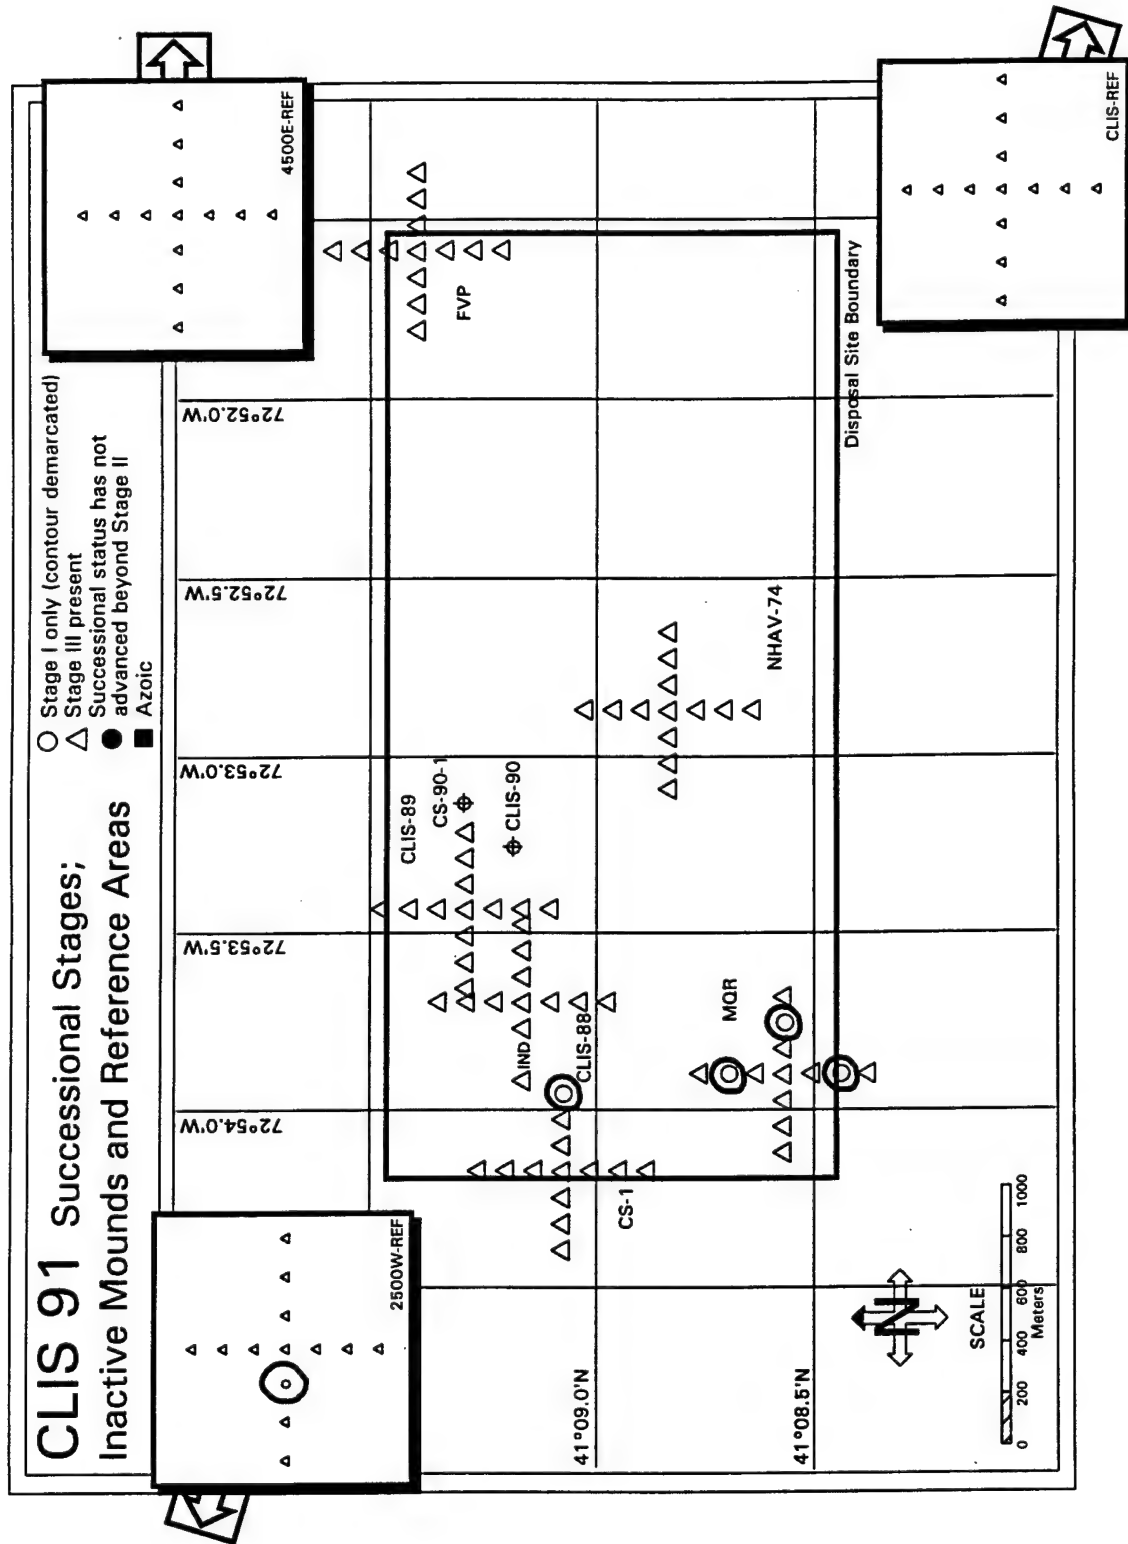 CLIS 91 Successional Stages;
Inactive Mounds and Reference Areas
○ Stage I only (contour demarcated)
△ Stage III present
Successional status has not
● advanced beyond Stage II
■ Azoic
2500W-REF
4500E-REF
CLIS-REF
72°54.0'W
72°53.5'W
72°53.0'W
72°52.5'W
72°52.0'W
41°09.0'N
41°08.5'N
CLIS-89
CS-90-1
CLIS-90
IND
CLIS-88
CS-1
MQR
NHAV-74
FVP
Disposal Site Boundary
N
SCALE
0 200 400 600 800 1000
Meters